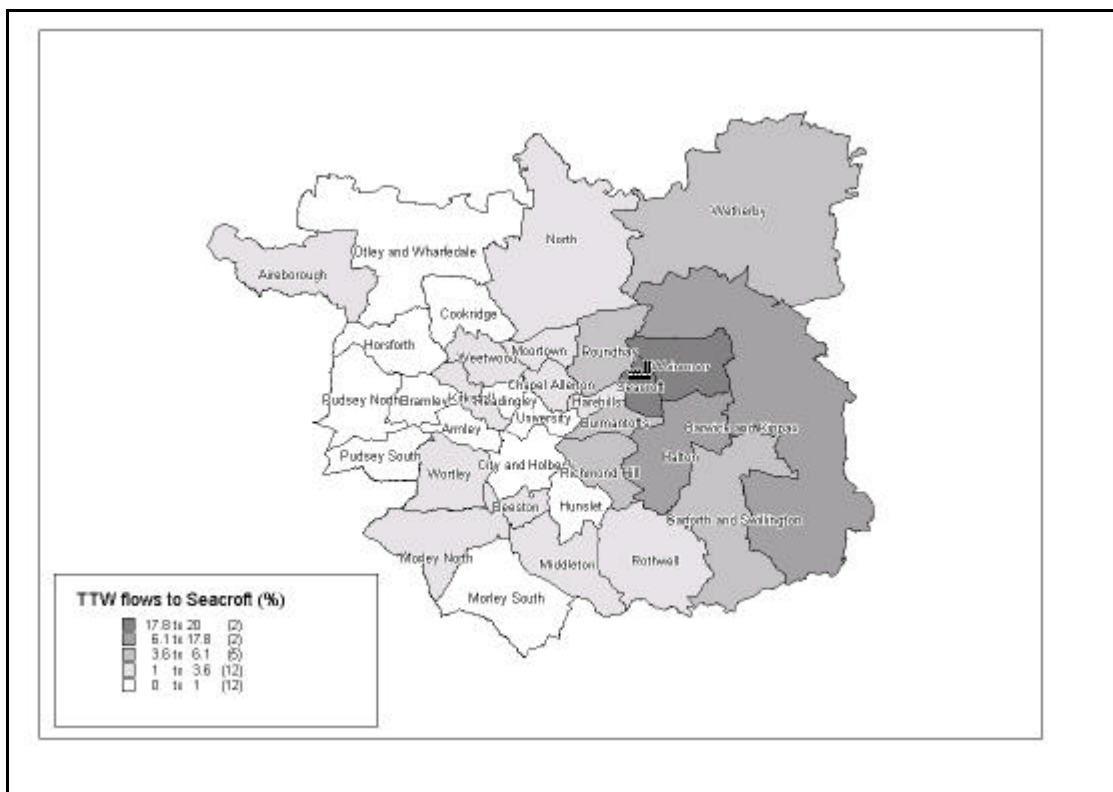 Wetherby
North
Otley and Wharfedale
Aireborough
Cookridge
Horsforth
Moortown
Roundhay
Weetwood
Whinmoor
Chapel Allerton
Seacroft
Pudsey North
Bramley
Kirkstall
Headingley
Harehills
University
Burmantofts
Armley
Barwick and Kippax
Pudsey South
Halton
City and Holbeck
Richmond Hill
Wortley
Beeston
Hunslet
Garforth and Swillington
Morley North
Middleton
Rothwell
Morley South
TTW flows to Seacroft (%)
17.8 to 20 (2)
6.1 to 17.8 (2)
3.6 to 6.1 (5)
1 to 3.6 (12)
0 to 1 (12)